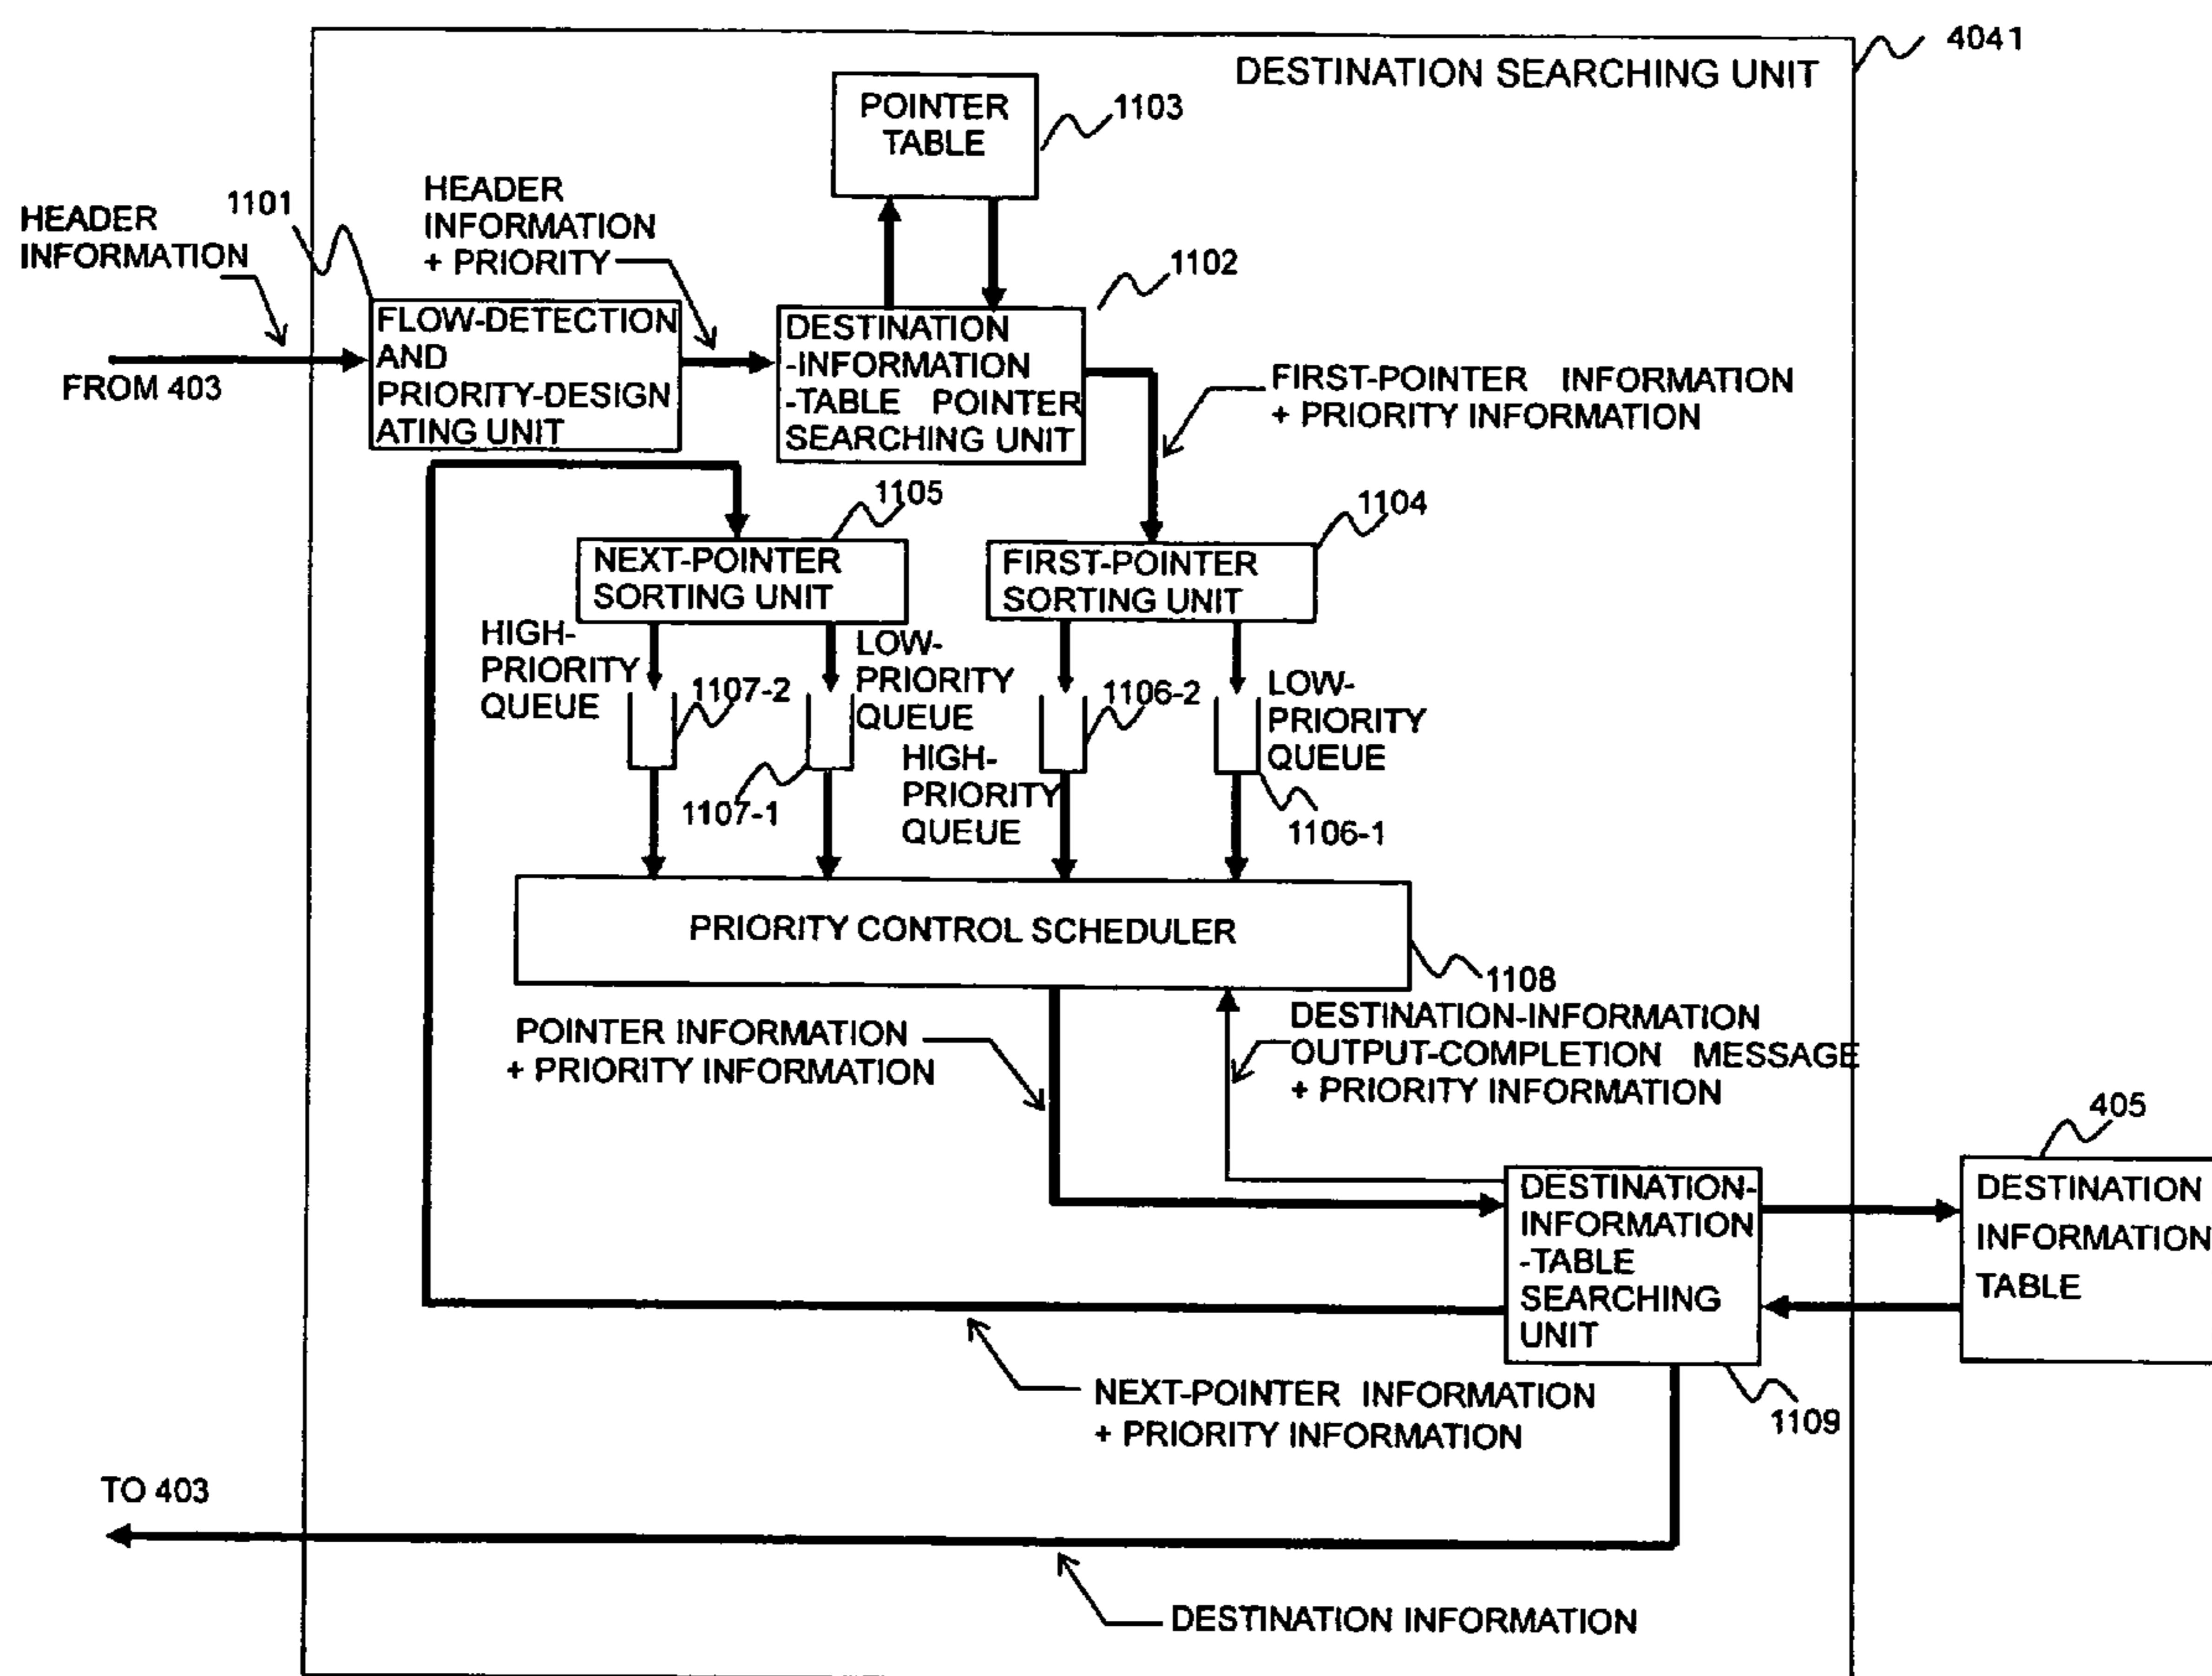 4041
DESTINATION SEARCHING UNIT
POINTER
TABLE
1103
HEADER
INFORMATION
1101
HEADER
INFORMATION
+ PRIORITY
1102
FROM 403
FLOW-DETECTION
AND
PRIORITY-DESIGN
ATING UNIT
DESTINATION
-INFORMATION
-TABLE POINTER
SEARCHING UNIT
FIRST-POINTER INFORMATION
+ PRIORITY INFORMATION
1105
1104
NEXT-POINTER
SORTING UNIT
FIRST-POINTER
SORTING UNIT
HIGH-
PRIORITY
QUEUE
1107-2
LOW-
PRIORITY
QUEUE
1107-1
HIGH-
PRIORITY
QUEUE
1106-2
LOW-
PRIORITY
QUEUE
1106-1
PRIORITY CONTROL SCHEDULER
1108
POINTER INFORMATION
+ PRIORITY INFORMATION
DESTINATION-INFORMATION
OUTPUT-COMPLETION MESSAGE
+ PRIORITY INFORMATION
405
DESTINATION-
INFORMATION
-TABLE
SEARCHING
UNIT
DESTINATION
INFORMATION
TABLE
1109
NEXT-POINTER INFORMATION
+ PRIORITY INFORMATION
TO 403
DESTINATION INFORMATION